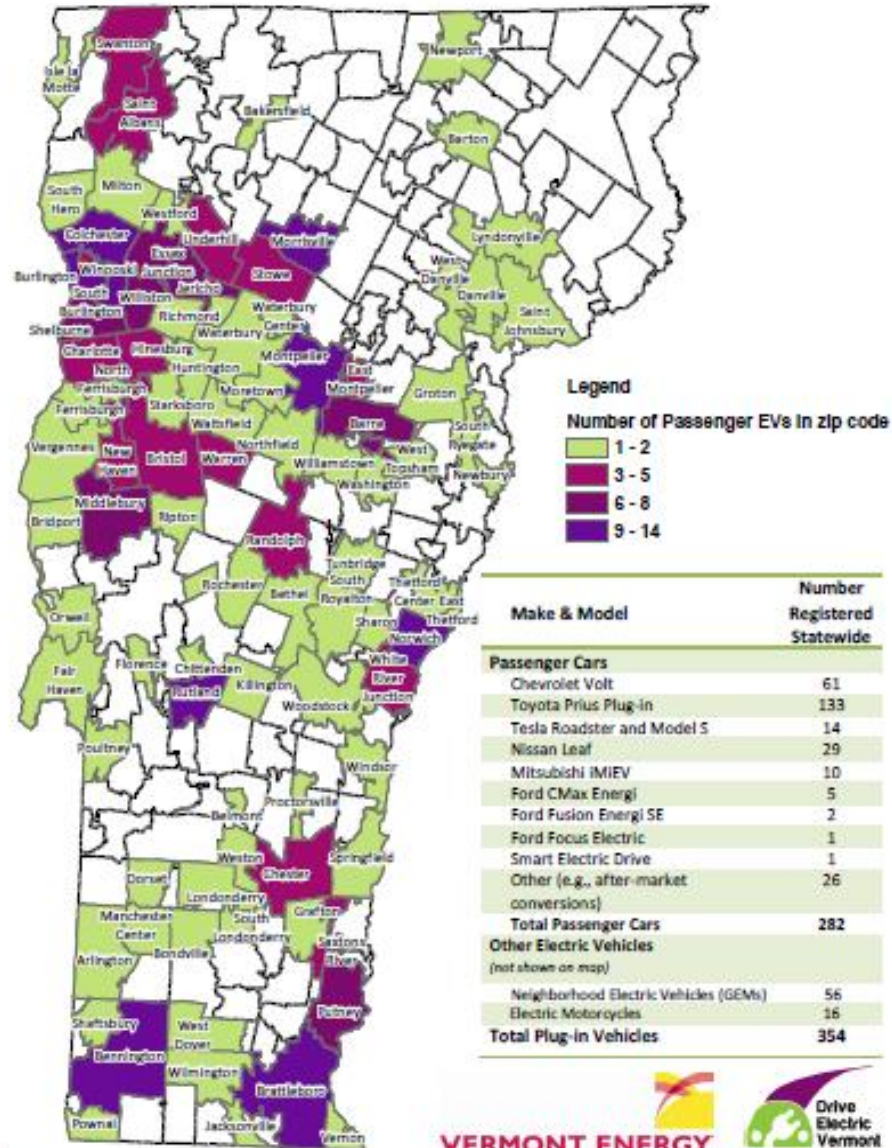 Swanton
Newport
Isle la
Motte
Saint
Albans
Bakersfield
Barton
South
Hero
Milton
Westford
Colchester
Underhill
Morrisville
Lyndonville
Essex
Junction
Burlington
Winooski
Jericho
Stowe
West
Danville
Danville
South
Burlington
Williston
Richmond
Waterbury
Center
Saint
Johnsbury
Shelburne
Waterbury
Charlotte
Hinesburg
Huntington
Montpelier
East
Montpelier
North
Ferrisburgh
Moretown
Groton
Ferrisburgh
Starksboro
Waitsfield
Barre
South
Ryegate
Vergennes
New
Haven
Bristol
Warren
Northfield
Williamstown
West
Topsham
Washington
Newbury
Middlebury
Bridport
Ripton
Randolph
Tunbridge
Rochester
Bethel
South
Royalton
Thetford
Center
East
Thetford
Orwell
Sharon
Norwich
Fair
Haven
Florence
Chittenden
Rutland
Killington
White
River
Junction
Woodstock
Poultney
Windsor
Proctorsville
Belmont
Weston
Chester
Springfield
Dorset
Londonderry
Manchester
Center
South
Londonderry
Grafton
Saxtons
River
Arlington
Bondville
Putney
Shaftsbury
West
Dover
Bennington
Wilmington
Brattleboro
Pownal
Jacksonville
Vernon
Legend
Number of Passenger EVs in zip code
1 - 2
3 - 5
6 - 8
9 - 14
Number
Make & Model Registered
Statewide
Passenger Cars
Chevrolet Volt 61
Toyota Prius Plug-in 133
Tesla Roadster and Model S 14
Nissan Leaf 29
Mitsubishi iMiEV 10
Ford CMax Energi 5
Ford Fusion Energi SE 2
Ford Focus Electric 1
Smart Electric Drive 1
Other (e.g., after-market 26
conversions)
Total Passenger Cars 282
Other Electric Vehicles
(not shown on map)
Neighborhood Electric Vehicles (GEMs) 56
Electric Motorcycles 16
Total Plug-in Vehicles 354
VERMONT ENERGY
Drive
Electric
Vermont